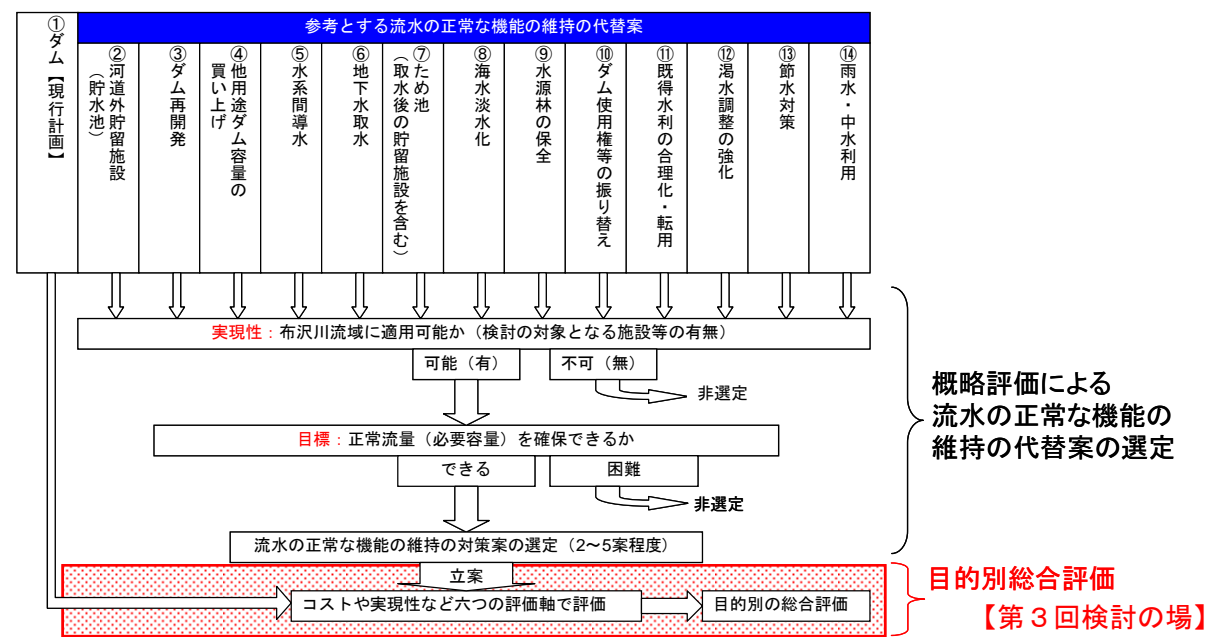 参考とする流水の正常な機能の維持の代替案
①ダム【現行計画】
②河道外貯留施設
（貯水池）
③ダム再開発
④他用途ダム容量の
買い上げ
⑤水系間導水
⑥地下水取水
⑦ため池
（取水後の貯留施設を含む）
⑧海水淡水化
⑨水源林の保全
⑩ダム使用権等の振り替え
⑪既得水利の合理化・転用
⑫渇水調整の強化
⑬節水対策
⑭雨水・中水利用
実現性：布沢川流域に適用可能か（検討の対象となる施設等の有無）
可能（有）
不可（無）
非選定
目標：正常流量（必要容量）を確保できるか
できる
困難
非選定
流水の正常な機能の維持の対策案の選定（2～5案程度）
概略評価による
流水の正常な機能の
維持の代替案の選定
立案
コストや実現性など六つの評価軸で評価
目的別の総合評価
目的別総合評価
【第３回検討の場】